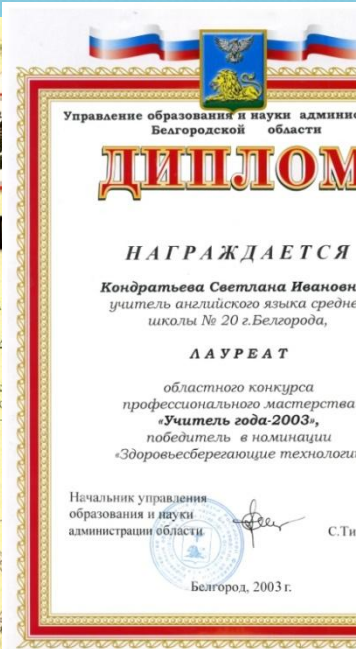 Управление образования и науки админис
Белгородской области
ДИПЛОМ
НАГРАЖДАЕТСЯ
Кондратьева Светлана Ивановн
учитель английского языка средне
школы № 20 г.Белгорода,
ЛАУРЕАТ
областного конкурса
профессионального мастерства
«Учитель года-2003»,
победитель в номинации
«Здоровьесберегающие технологи
Начальник управления
образования и науки
администрации области
С.Ти
Белгород, 2003 г.